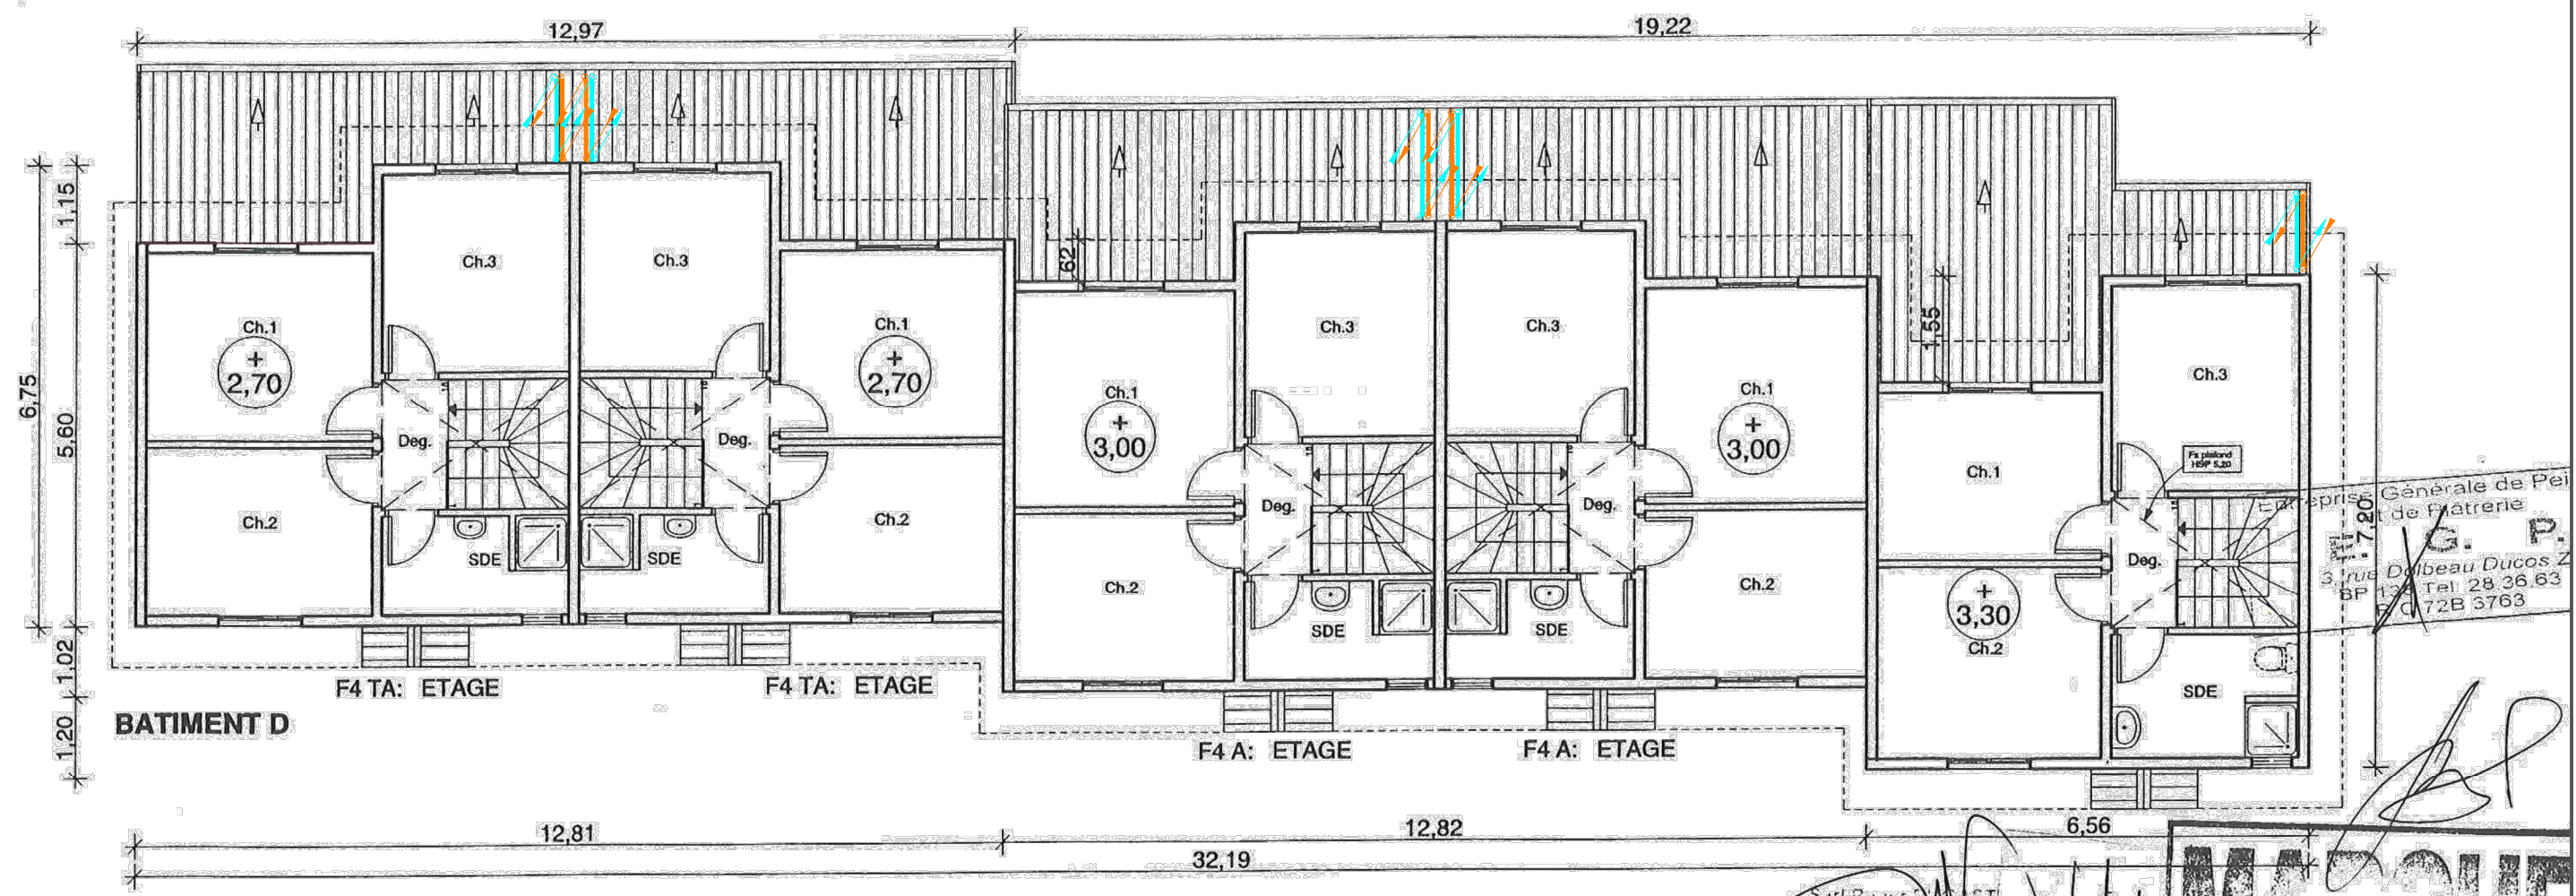 12,97
19,22
1,15
6,75
5,60
1,02
1,20
62
1,55
7,20
Ch.3
Ch.3
Ch.1
+
2,70
Ch.1
+
2,70
Deg.
Deg.
Ch.2
Ch.2
SDE
SDE
F4 TA: ETAGE
F4 TA: ETAGE
BATIMENT D
Ch.3
Ch.3
Ch.1
+
3,00
Ch.1
+
3,00
Deg.
Deg.
Ch.2
Ch.2
SDE
SDE
F4 A: ETAGE
F4 A: ETAGE
Ch.3
Fx plafond
HSP 5,20
Ch.1
Deg.
+
3,30
Ch.2
SDE
Entreprise Générale de Pei
t de Plâtrerie
G. P.
3, rue Dolbeau Ducos Z
Tel: 28.36.63
72B 3763
12,81
12,82
6,56
32,19